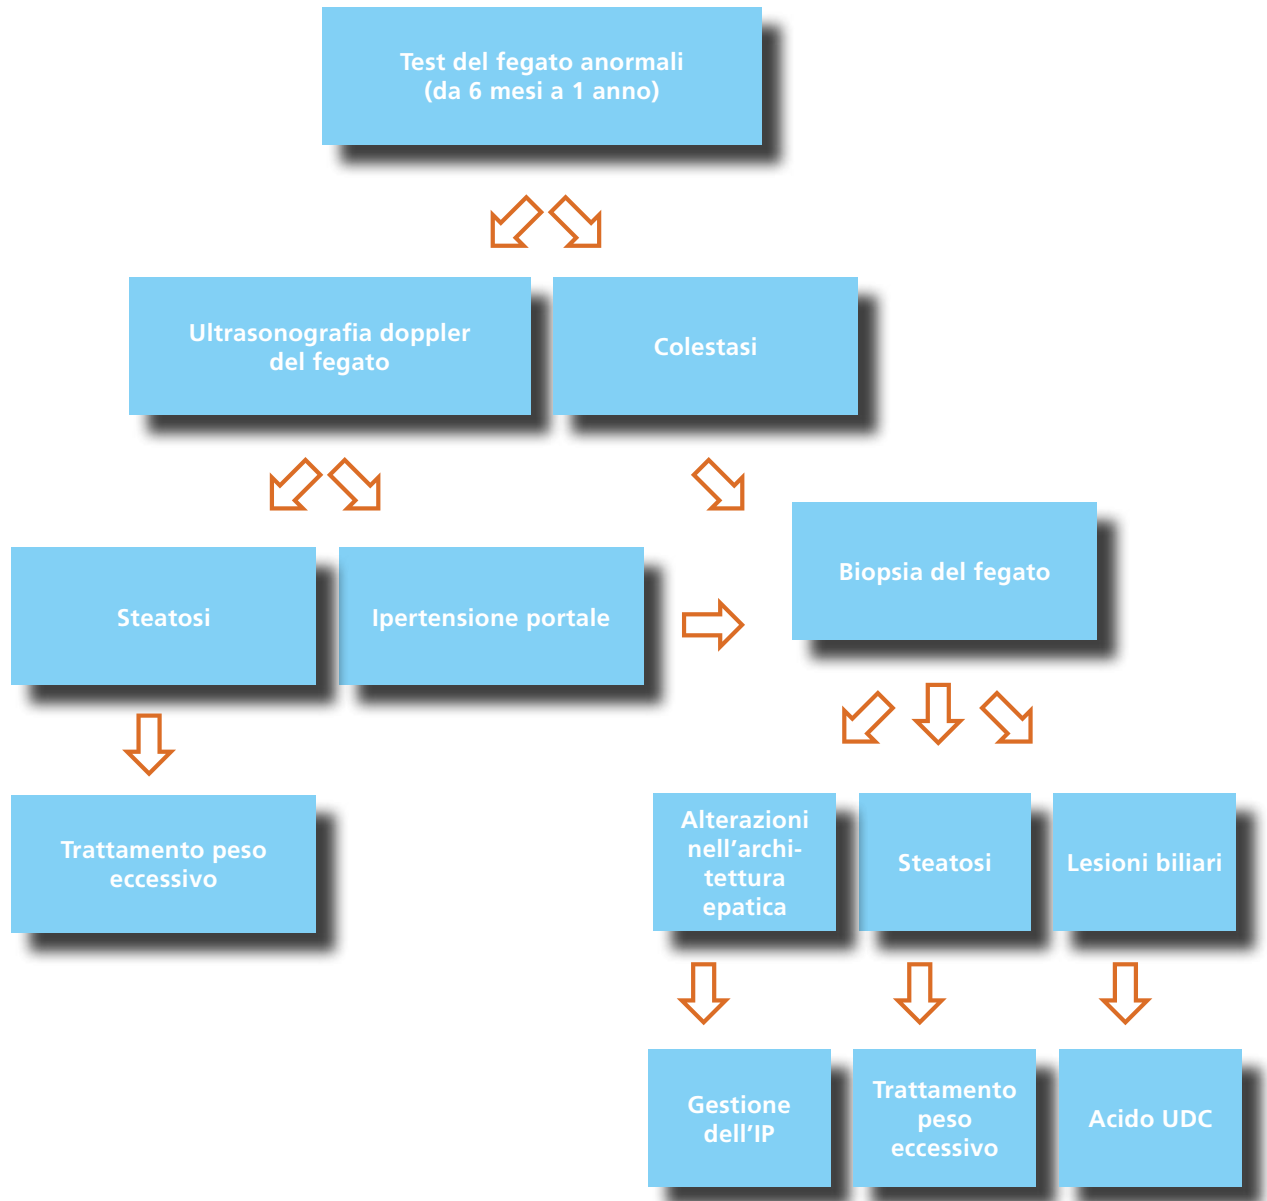 Test del fegato anormali
(da 6 mesi a 1 anno)
Ultrasonografia doppler
del fegato
Colestasi
Steatosi
Ipertensione portale
Biopsia del fegato
Trattamento peso
eccessivo
Alterazioni
nell’archi-
tettura
epatica
Steatosi
Lesioni biliari
Gestione
dell’IP
Trattamento
peso
eccessivo
Acido UDC